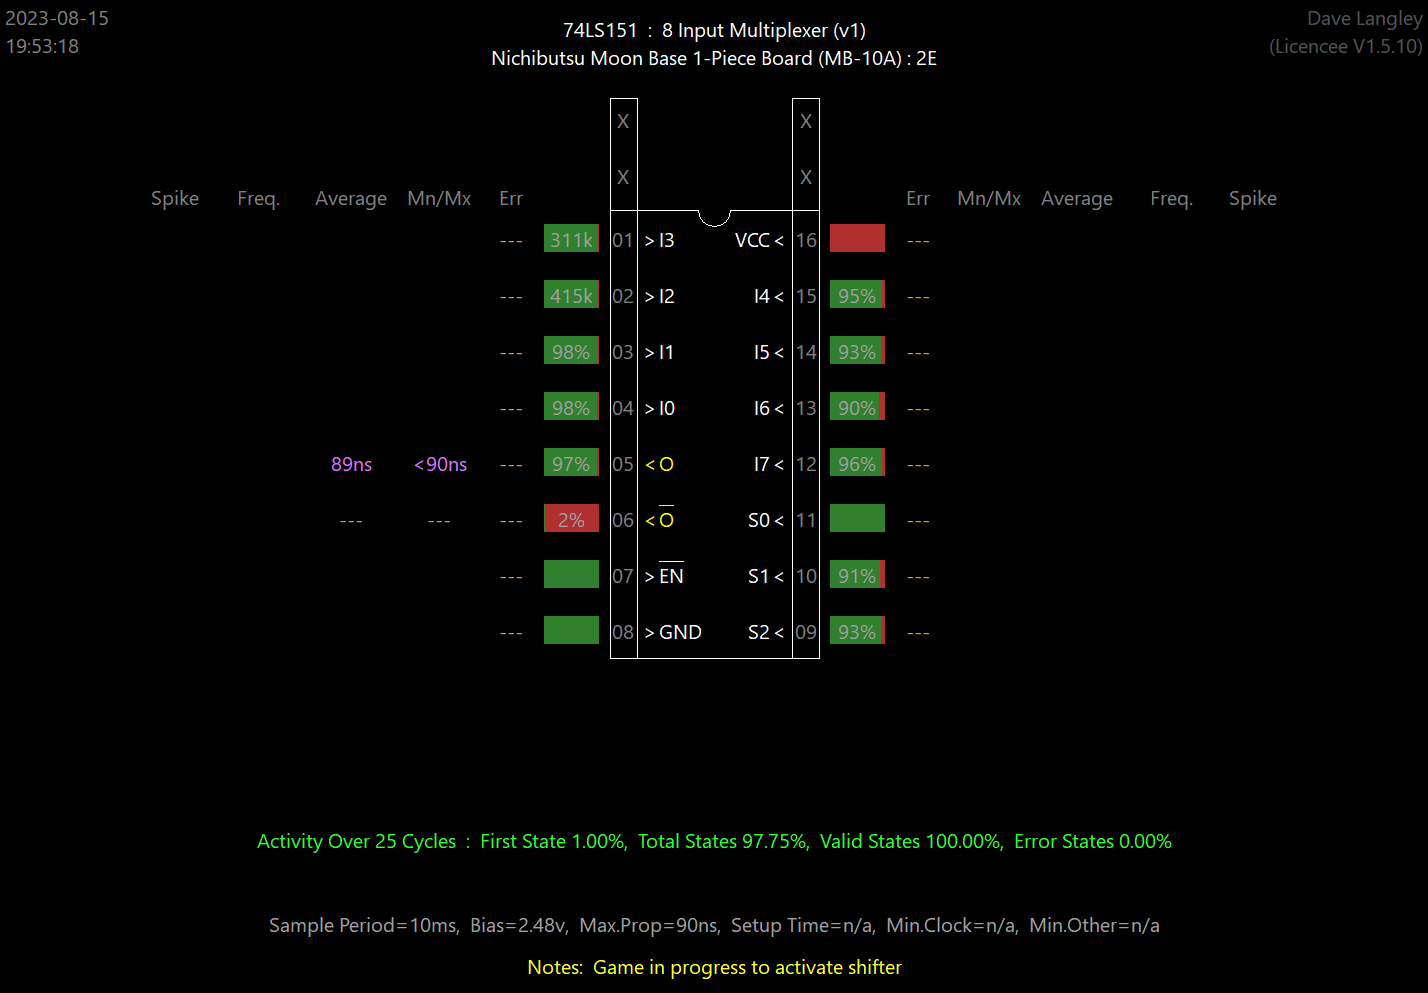 2023-08-15
19:53:18
74LS151 : 8 Input Multiplexer (v1)
Nichibutsu Moon Base 1-Piece Board (MB-10A) : 2E
Dave Langley
(Licencee V1.5.10)
X X
X X
Spike Freq. Average Mn/Mx Err Err Mn/Mx Average Freq. Spike
--- 311k 01 > I3 VCC < 16 ---
--- 415k 02 > I2 I4 < 15 95% ---
--- 98% 03 > I1 I5 < 14 93% ---
--- 98% 04 > I0 I6 < 13 90% ---
89ns <90ns --- 97% 05 < O I7 < 12 96% ---
--- --- --- 2% 06 < O̅ S0 < 11 ---
--- 07 > E̅N̅ S1 < 10 91% ---
--- 08 > GND S2 < 09 93% ---
Activity Over 25 Cycles : First State 1.00%, Total States 97.75%, Valid States 100.00%, Error States 0.00%
Sample Period=10ms, Bias=2.48v, Max.Prop=90ns, Setup Time=n/a, Min.Clock=n/a, Min.Other=n/a
Notes: Game in progress to activate shifter